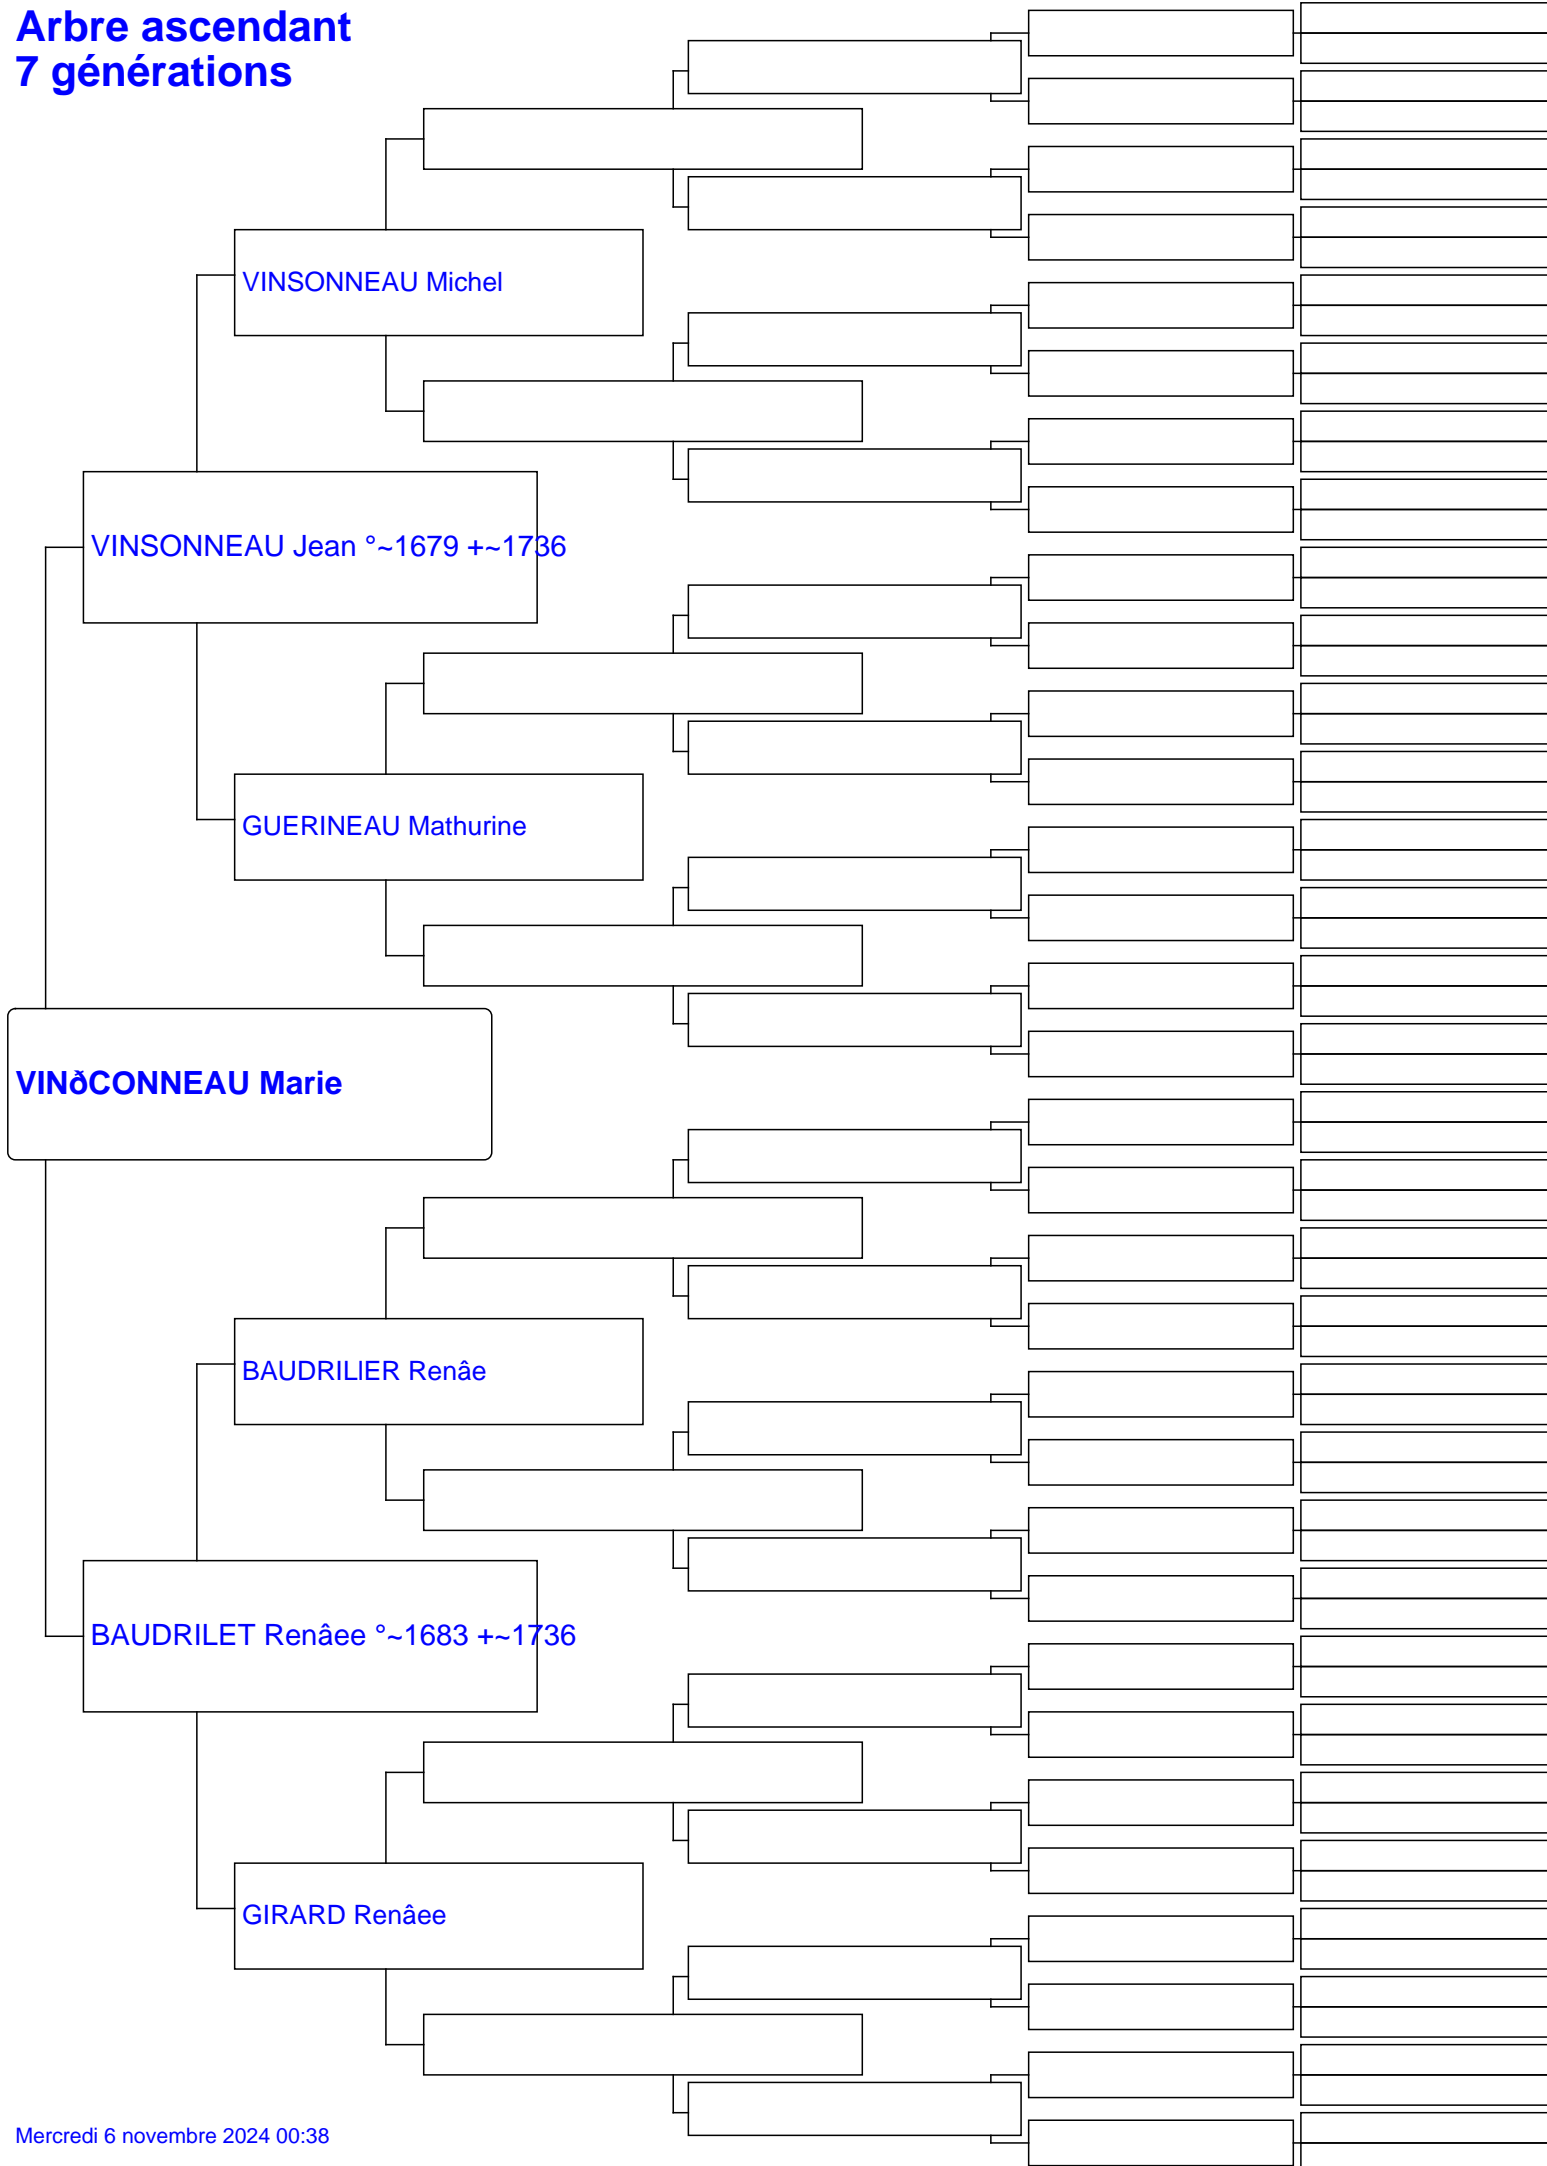 Arbre ascendant
7 générations
VINSONNEAU Michel
VINSONNEAU Jean °~1679 +~1736
GUERINEAU Mathurine
VINðCONNEAU Marie
BAUDRILIER Renâe
BAUDRILET Renâee °~1683 +~1736
GIRARD Renâee
Mercredi 6 novembre 2024 00:38